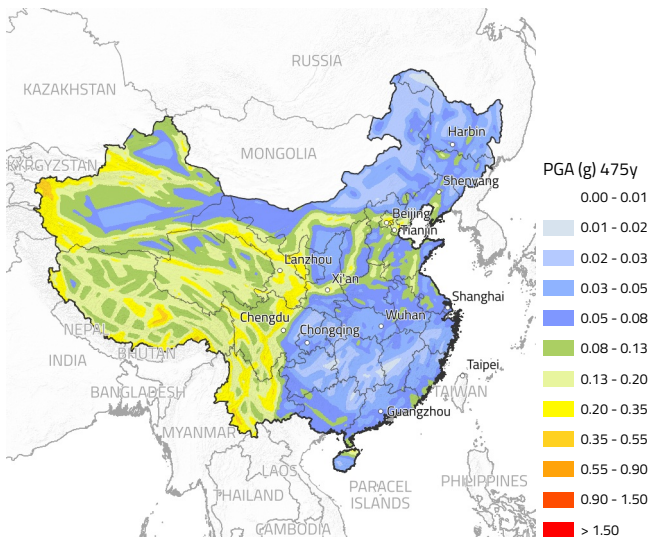 RUSSIA
KAZAKHSTAN
Harbin
MONGOLIA
KYRGYZSTAN
PGA (g) 475y
Shenyang
0.00 - 0.01
Beijing
0.01 - 0.02
Tianjin
0.02 - 0.03
Lanzhou
Xi'an
0.03 - 0.05
Shanghai
Chengdu
Wuhan
0.05 - 0.08
NEPAL
Chongqing
0.08 - 0.13
BHUTAN
INDIA
Taipei
0.13 - 0.20
BANGLADESH
TAIWAN
0.20 - 0.35
Guangzhou
MYANMAR
0.35 - 0.55
LAOS
0.55 - 0.90
PARACEL
ISLANDS
PHILIPPINES
THAILAND
0.90 - 1.50
CAMBODIA
> 1.50